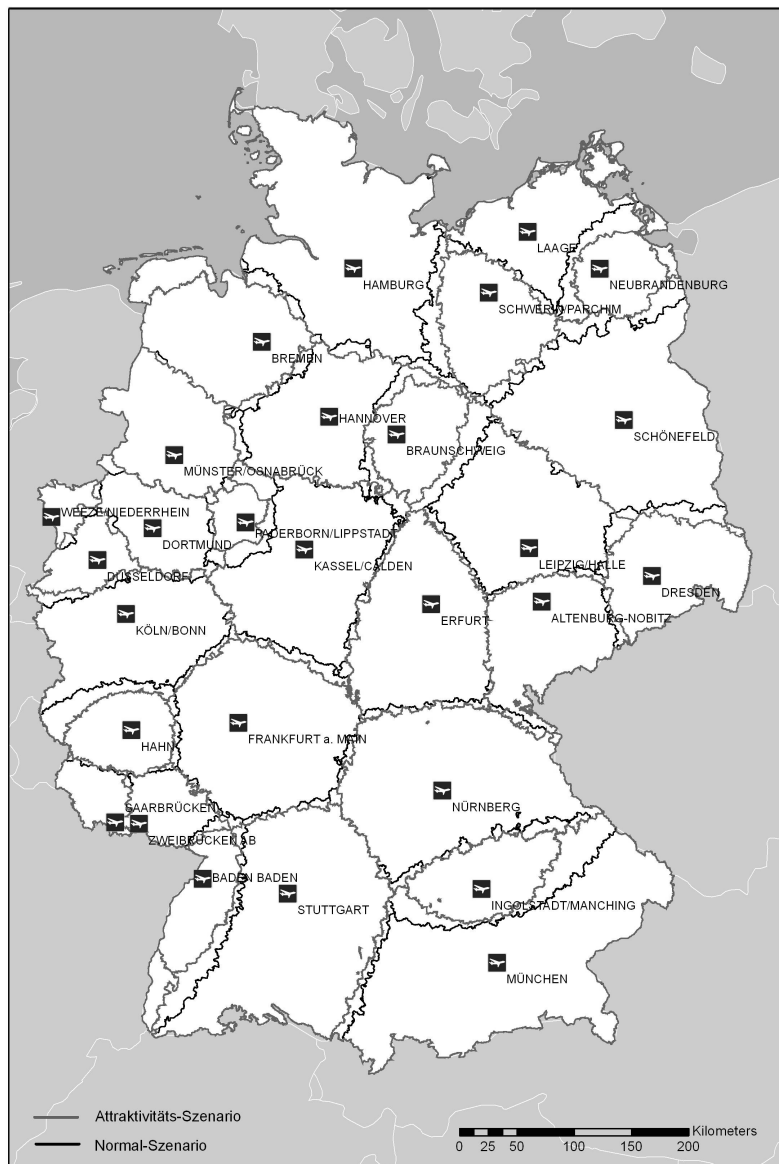 LAAGE
HAMBURG
NEUBRANDENBURG
SCHWERIN/PARCHIM
BREMEN
HANNOVER
SCHÖNEFELD
BRAUNSCHWEIG
MÜNSTER/OSNABRÜCK
WEEZE/NIEDERRHEIN
PADERBORN/LIPPSTADT
DORTMUND
KASSEL/CALDEN
LEIPZIG/HALLE
DÜSSELDORF
DRESDEN
ALTENBURG-NOBITZ
ERFURT
KÖLN/BONN
FRANKFURT a. MAIN
HAHN
NÜRNBERG
SAARBRÜCKEN
ZWEIBRÜCKEN AB
BADEN BADEN
STUTTGART
INGOLSTADT/MANCHING
MÜNCHEN
Attraktivitäts-Szenario
Normal-Szenario
Kilometers
0 25 50 100 150 200